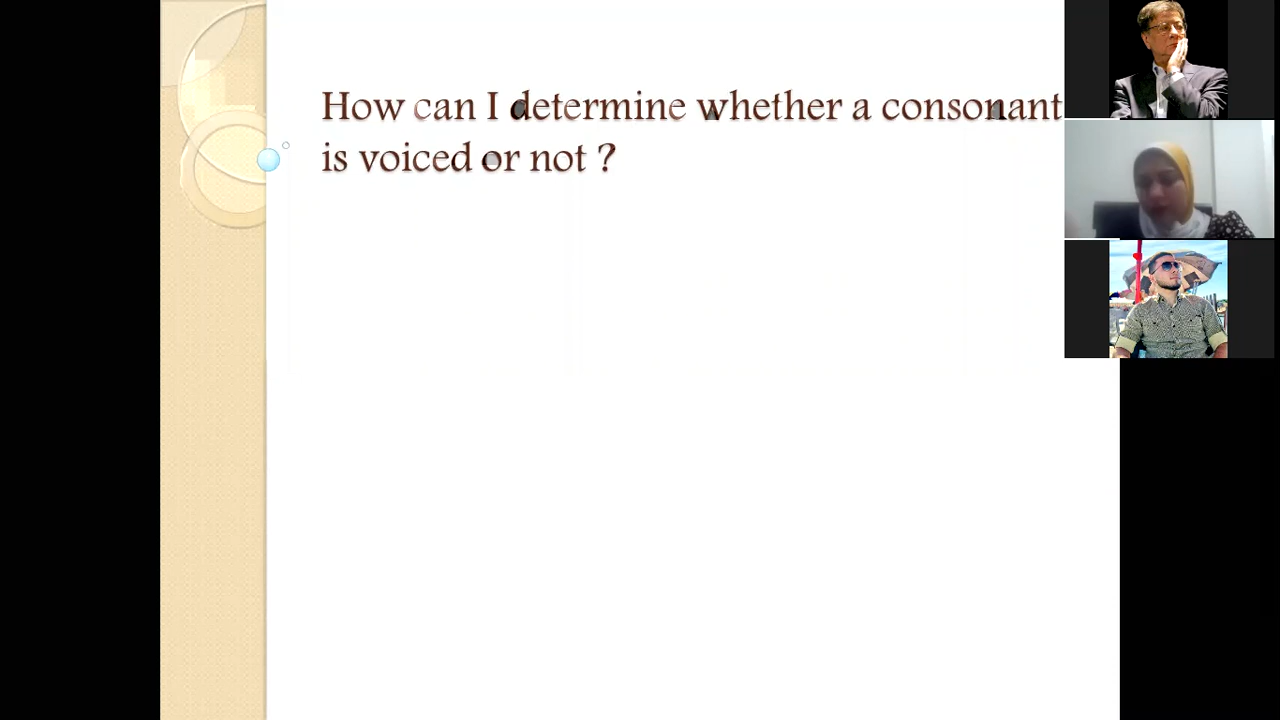 How can I determine whether a consonant
is voiced or not ?